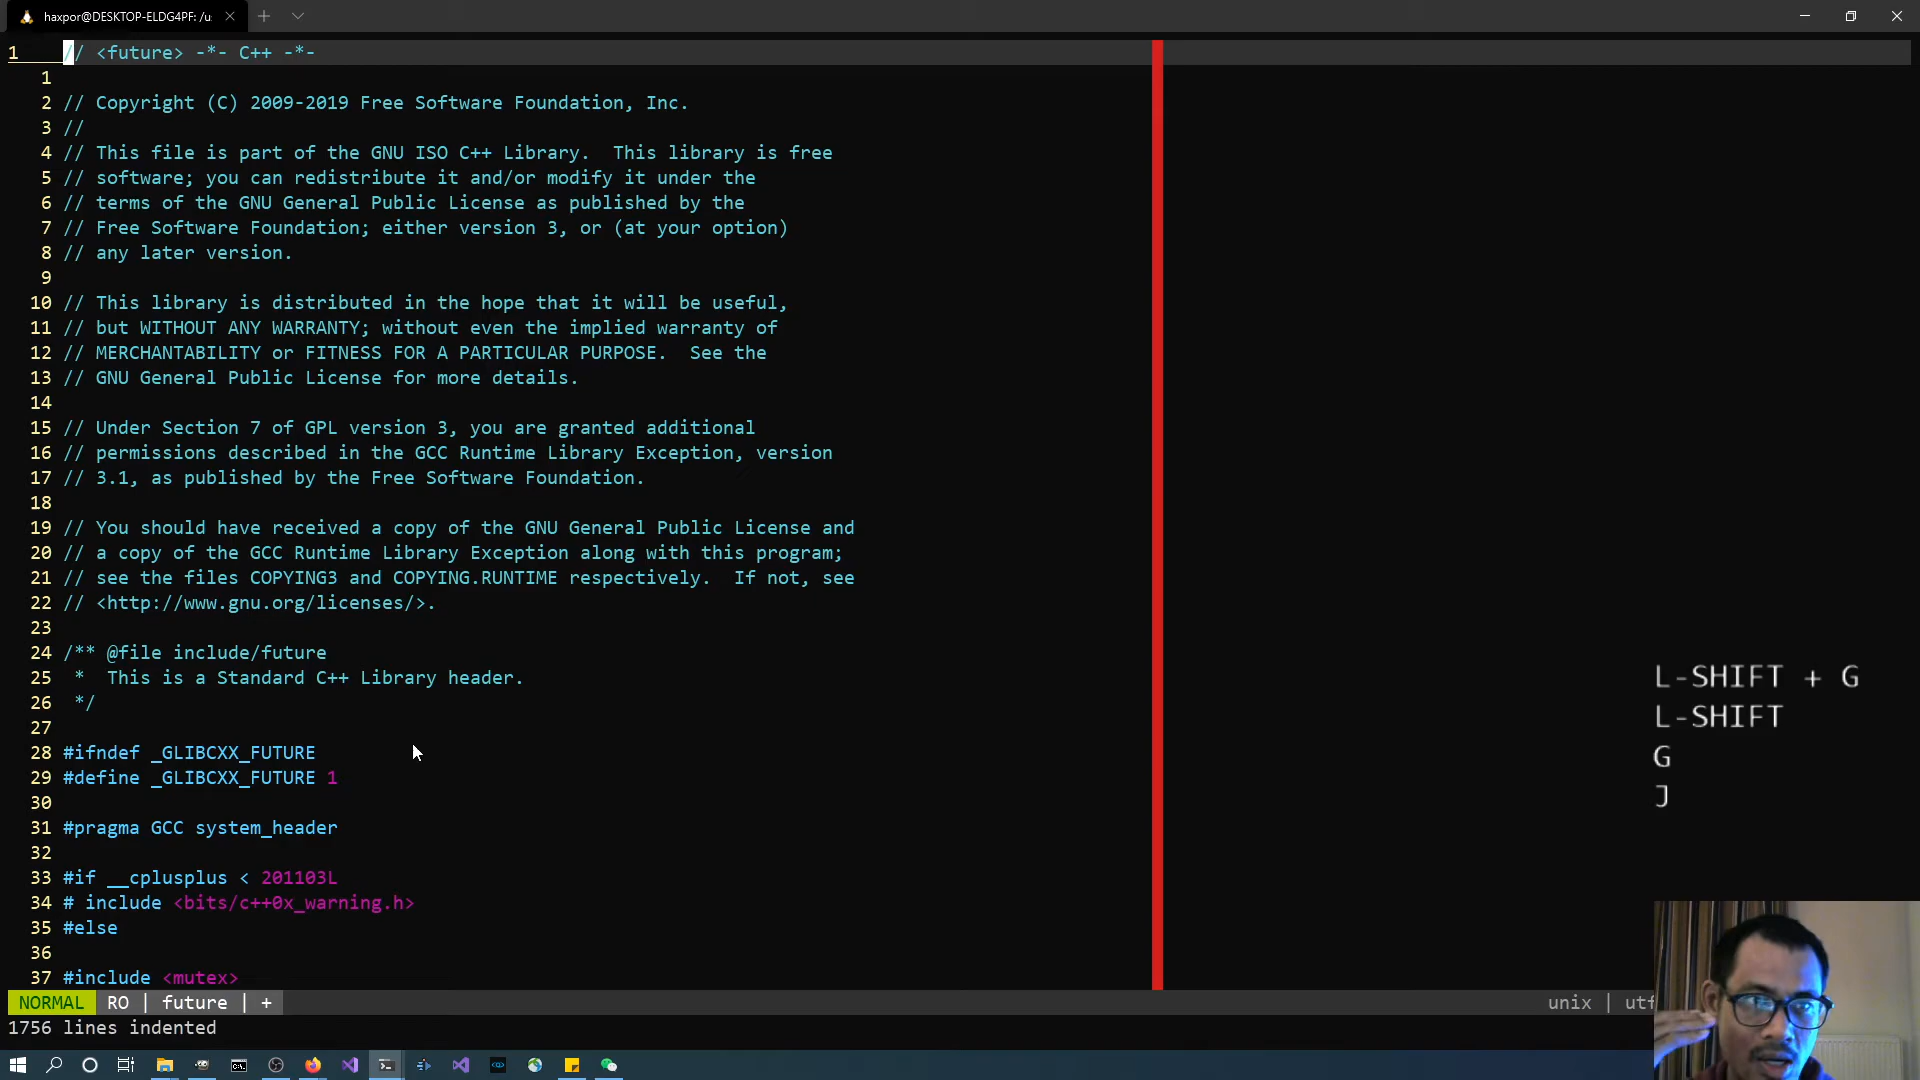 haxpor@DESKTOP-ELDG4PF: /u
1 // <future> -*- C++ -*-
1
2 // Copyright (C) 2009-2019 Free Software Foundation, Inc.
3 //
4 // This file is part of the GNU ISO C++ Library.  This library is free
5 // software; you can redistribute it and/or modify it under the
6 // terms of the GNU General Public License as published by the
7 // Free Software Foundation; either version 3, or (at your option)
8 // any later version.
9
10 // This library is distributed in the hope that it will be useful,
11 // but WITHOUT ANY WARRANTY; without even the implied warranty of
12 // MERCHANTABILITY or FITNESS FOR A PARTICULAR PURPOSE.  See the
13 // GNU General Public License for more details.
14
15 // Under Section 7 of GPL version 3, you are granted additional
16 // permissions described in the GCC Runtime Library Exception, version
17 // 3.1, as published by the Free Software Foundation.
18
19 // You should have received a copy of the GNU General Public License and
20 // a copy of the GCC Runtime Library Exception along with this program;
21 // see the files COPYING3 and COPYING.RUNTIME respectively.  If not, see
22 // <http://www.gnu.org/licenses/>.
23
24 /** @file include/future
25  *  This is a Standard C++ Library header.
26  */
27
28 #ifndef _GLIBCXX_FUTURE
29 #define _GLIBCXX_FUTURE 1
30
31 #pragma GCC system_header
32
33 #if __cplusplus < 201103L
34 # include <bits/c++0x_warning.h>
35 #else
36
37 #include <mutex>
L-SHIFT + G
L-SHIFT
G
J
NORMAL RO | future | + unix | utf
1756 lines indented